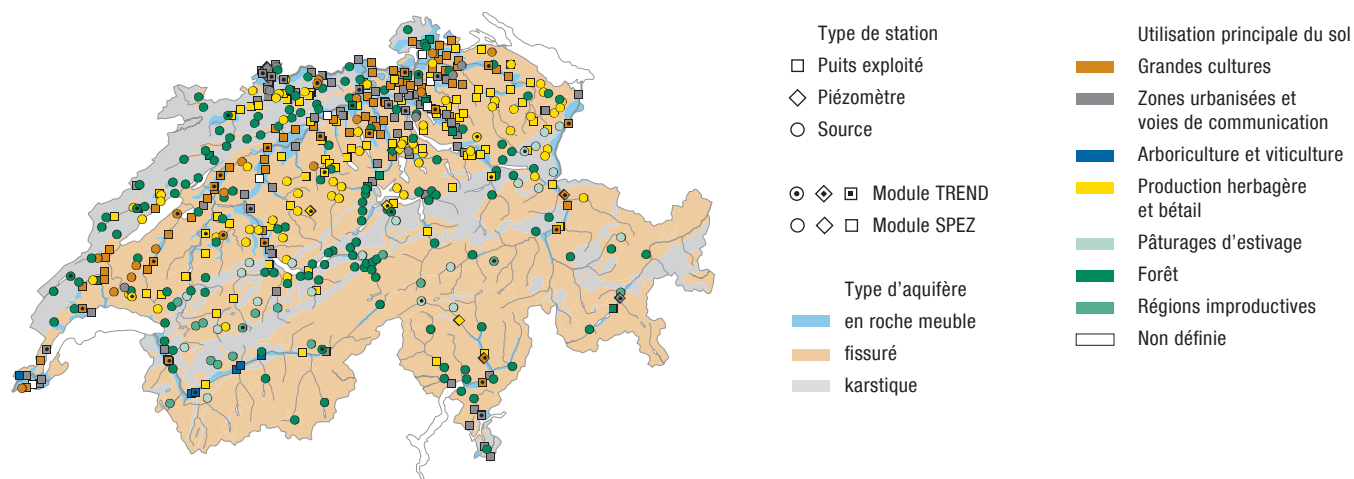 Type de station
Puits exploité
Piézomètre
Source
Module TREND
Module SPEZ
Type d'aquifère
en roche meuble
fissuré
karstique
Utilisation principale du sol
Grandes cultures
Zones urbanisées et
voies de communication
Arboriculture et viticulture
Production herbagère
et bétail
Pâturages d'estivage
Forêt
Régions improductives
Non définie